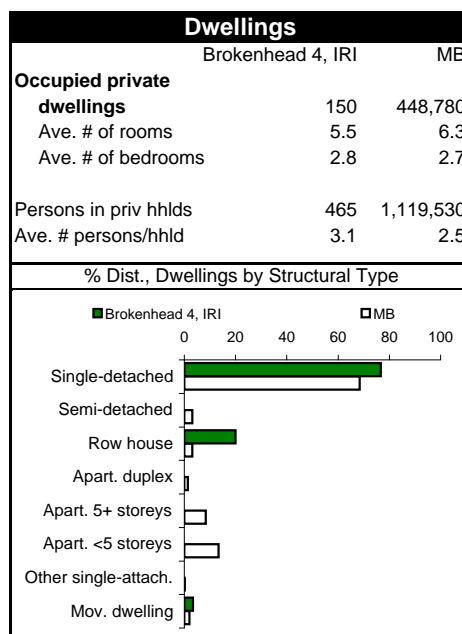 Dwellings
Brokenhead 4, IRI MB
Occupied private
dwellings 150 448,780
Ave. # of rooms 5.5 6.3
Ave. # of bedrooms 2.8 2.7
Persons in priv hhlds 465 1,119,530
Ave. # persons/hhld 3.1 2.5
% Dist., Dwellings by Structural Type
Brokenhead 4, IRI MB
0 20 40 60 80 100
Single-detached
Semi-detached
Row house
Apart. duplex
Apart. 5+ storeys
Apart. <5 storeys
Other single-attach.
Mov. dwelling